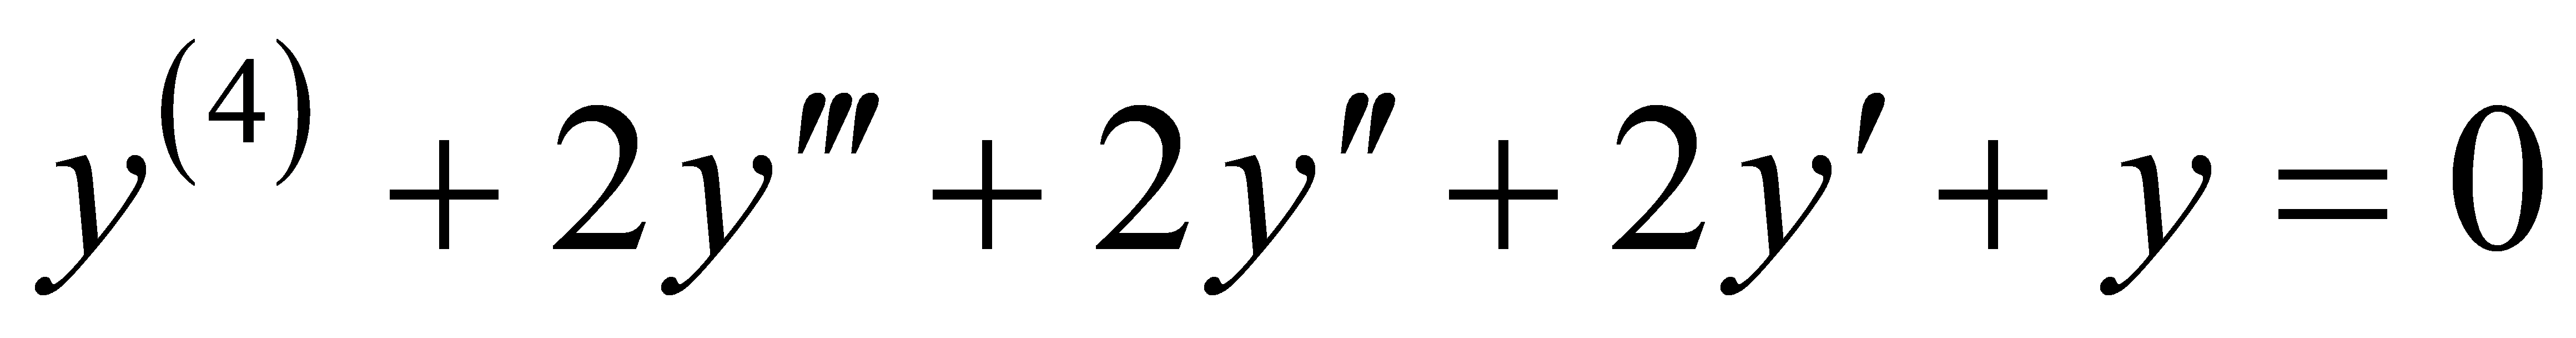 y⁽⁴⁾ + 2y‴ + 2y″ + 2y′ + y = 0